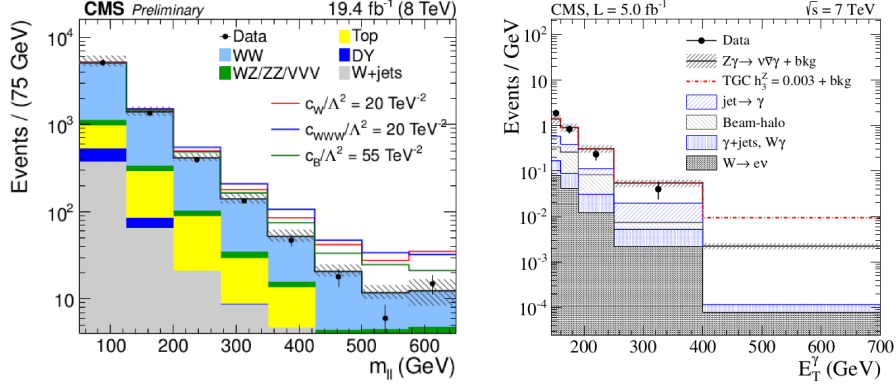 CMS Preliminary 19.4 fb⁻¹ (8 TeV)
Events / (75 GeV)
10⁴
10³
10²
10
Data
WW
WZ/ZZ/VVV
Top
DY
W+jets
c_W/Λ² = 20 TeV⁻²
c_WWW/Λ² = 20 TeV⁻²
c_B/Λ² = 55 TeV⁻²
100 200 300 400 500 600
m_ll (GeV)
CMS, L = 5.0 fb⁻¹ √s = 7 TeV
Events / GeV
10³
10²
10
1
10⁻¹
10⁻²
10⁻³
10⁻⁴
Data
Zγ→ νν̄γ + bkg
TGC h₃ᶻ = 0.003 + bkg
jet→ γ
Beam-halo
γ+jets, Wγ
W→ eν
200 300 400 500 600 700
E_T^γ (GeV)